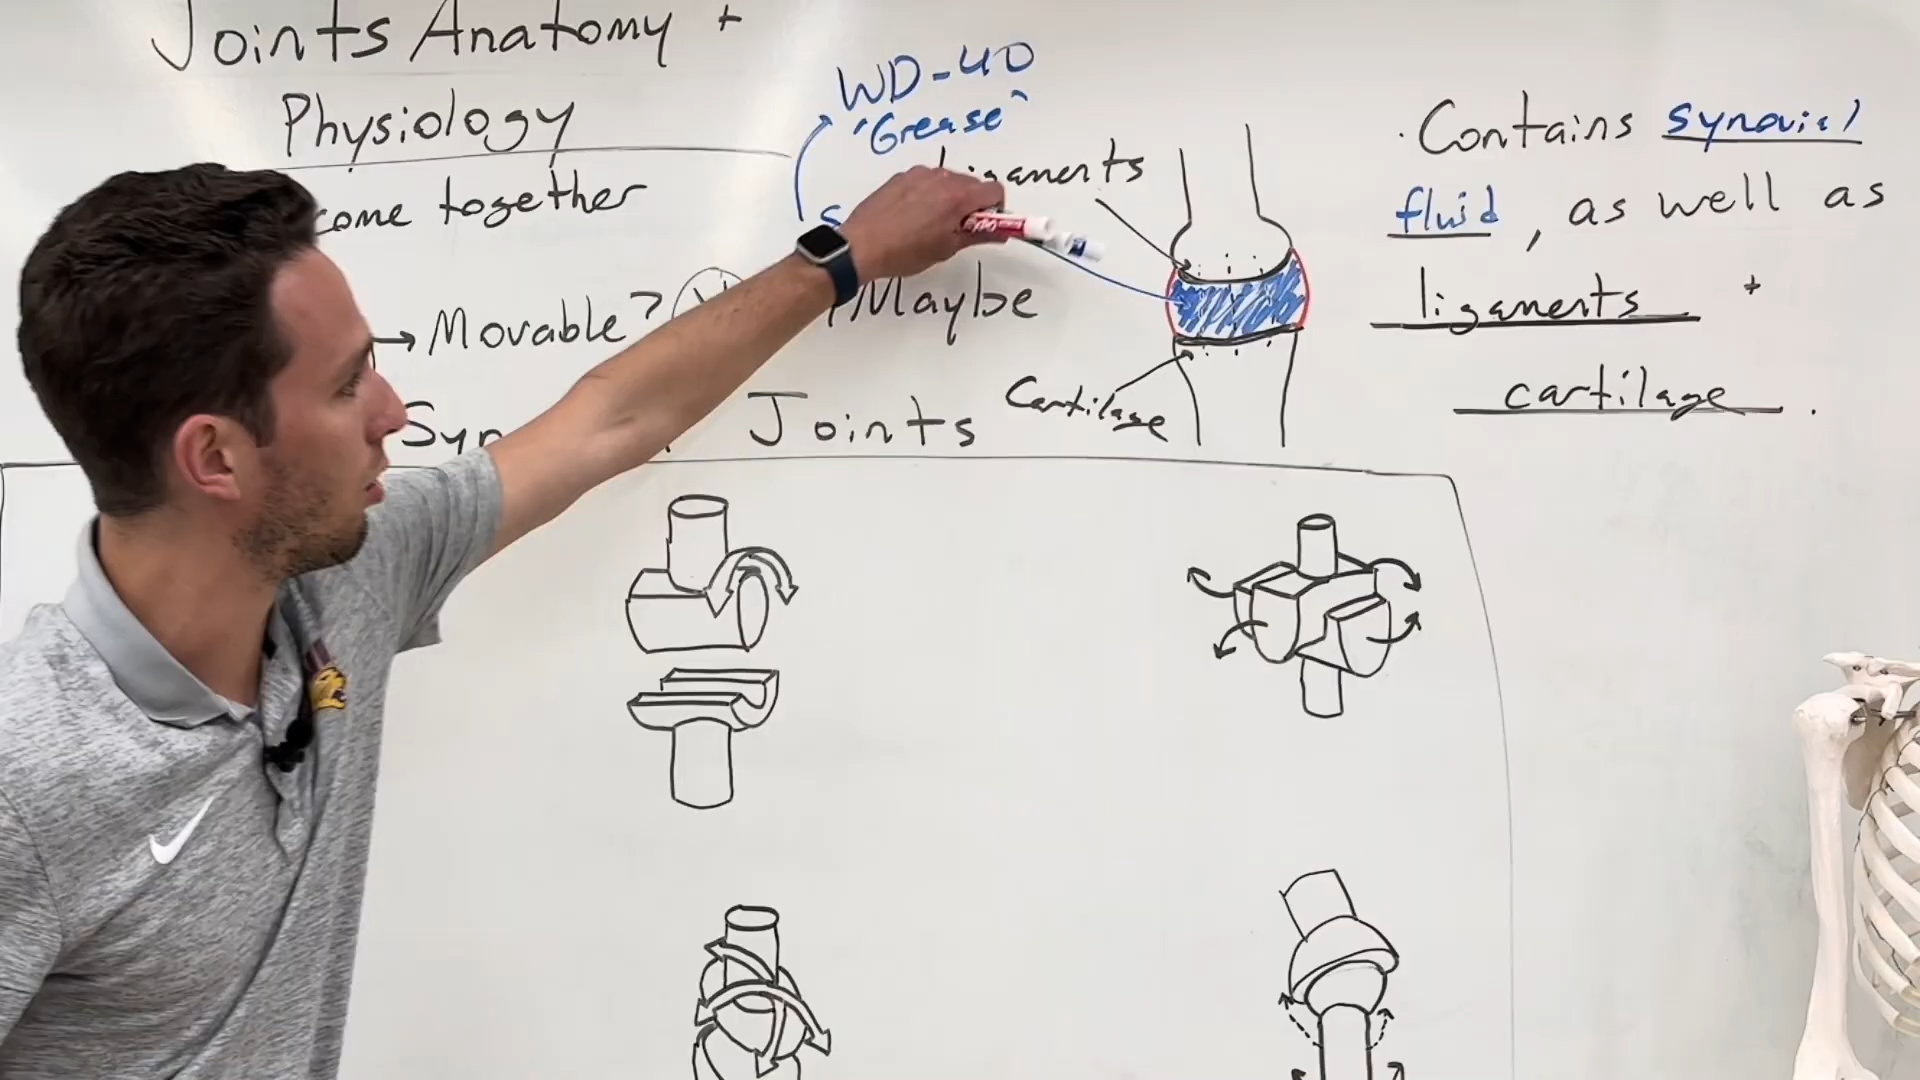 Joints Anatomy +
Physiology
come together
→ Movable?
Maybe
Joints
WD-40
"Grease"
Ligaments
Cartilage
· Contains synovial
fluid, as well as
ligaments +
cartilage.